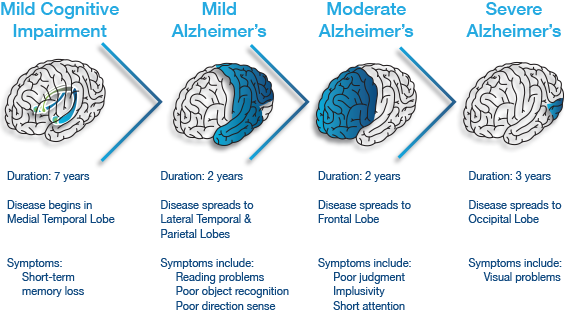 Mild Cognitive
Impairment
Duration: 7 years
Disease begins in
Medial Temporal Lobe
Symptoms:
Short-term
memory loss
Mild
Alzheimer's
Duration: 2 years
Disease spreads to
Lateral Temporal &
Parietal Lobes
Symptoms include:
Reading problems
Poor object recognition
Poor direction sense
Moderate
Alzheimer's
Duration: 2 years
Disease spreads to
Frontal Lobe
Symptoms include:
Poor judgment
Implusivity
Short attention
Severe
Alzheimer's
Duration: 3 years
Disease spreads to
Occipital Lobe
Symptoms include:
Visual problems